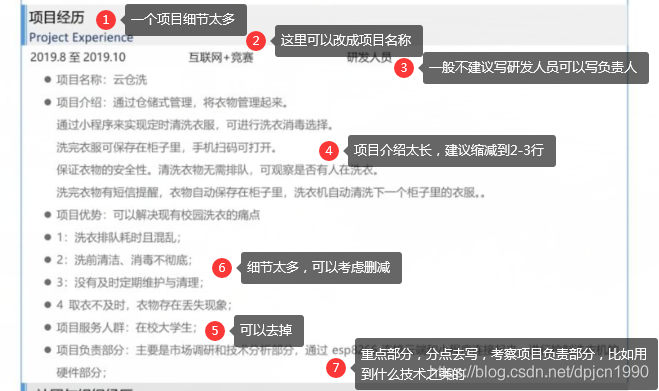 项目经历 1 一个项目细节太多
Project Experience 2 这里可以改成项目名称
2019.8 至 2019.10 互联网+竞赛 研发人员
3 一般不建议写研发人员可以写负责人
● 项目名称：云仓洗
● 项目介绍：通过仓储式管理，将衣物管理起来。
通过小程序来实现定时清洗衣服，可进行洗衣消毒选择。
洗完衣服可保存在柜子里，手机扫码可打开。
4 项目介绍太长，建议缩减到2-3行
保证衣物的安全性。清洗衣物无需排队，可观察是否有人在洗衣。
洗完衣物有短信提醒，衣物自动保存在柜子里，洗衣机自动清洗下一个柜子里的衣服。。
● 项目优势：可以解决现有校园洗衣的痛点
● 1：洗衣排队耗时且混乱；
● 2：洗前清洁、消毒不彻底；
6 细节太多，可以考虑删减
● 3：没有及时定期维护与清理；
● 4 取衣不及时，衣物存在丢失现象；
● 项目服务人群：在校大学生； 5 可以去掉
● 项目负责部分：主要是市场调研和技术分析部分，通过 esp8266
硬件部分；
7 重点部分，分点去写，考察项目负责部分，比如用
到什么技术之类的
https://blog.csdn.net/dpjcn1990